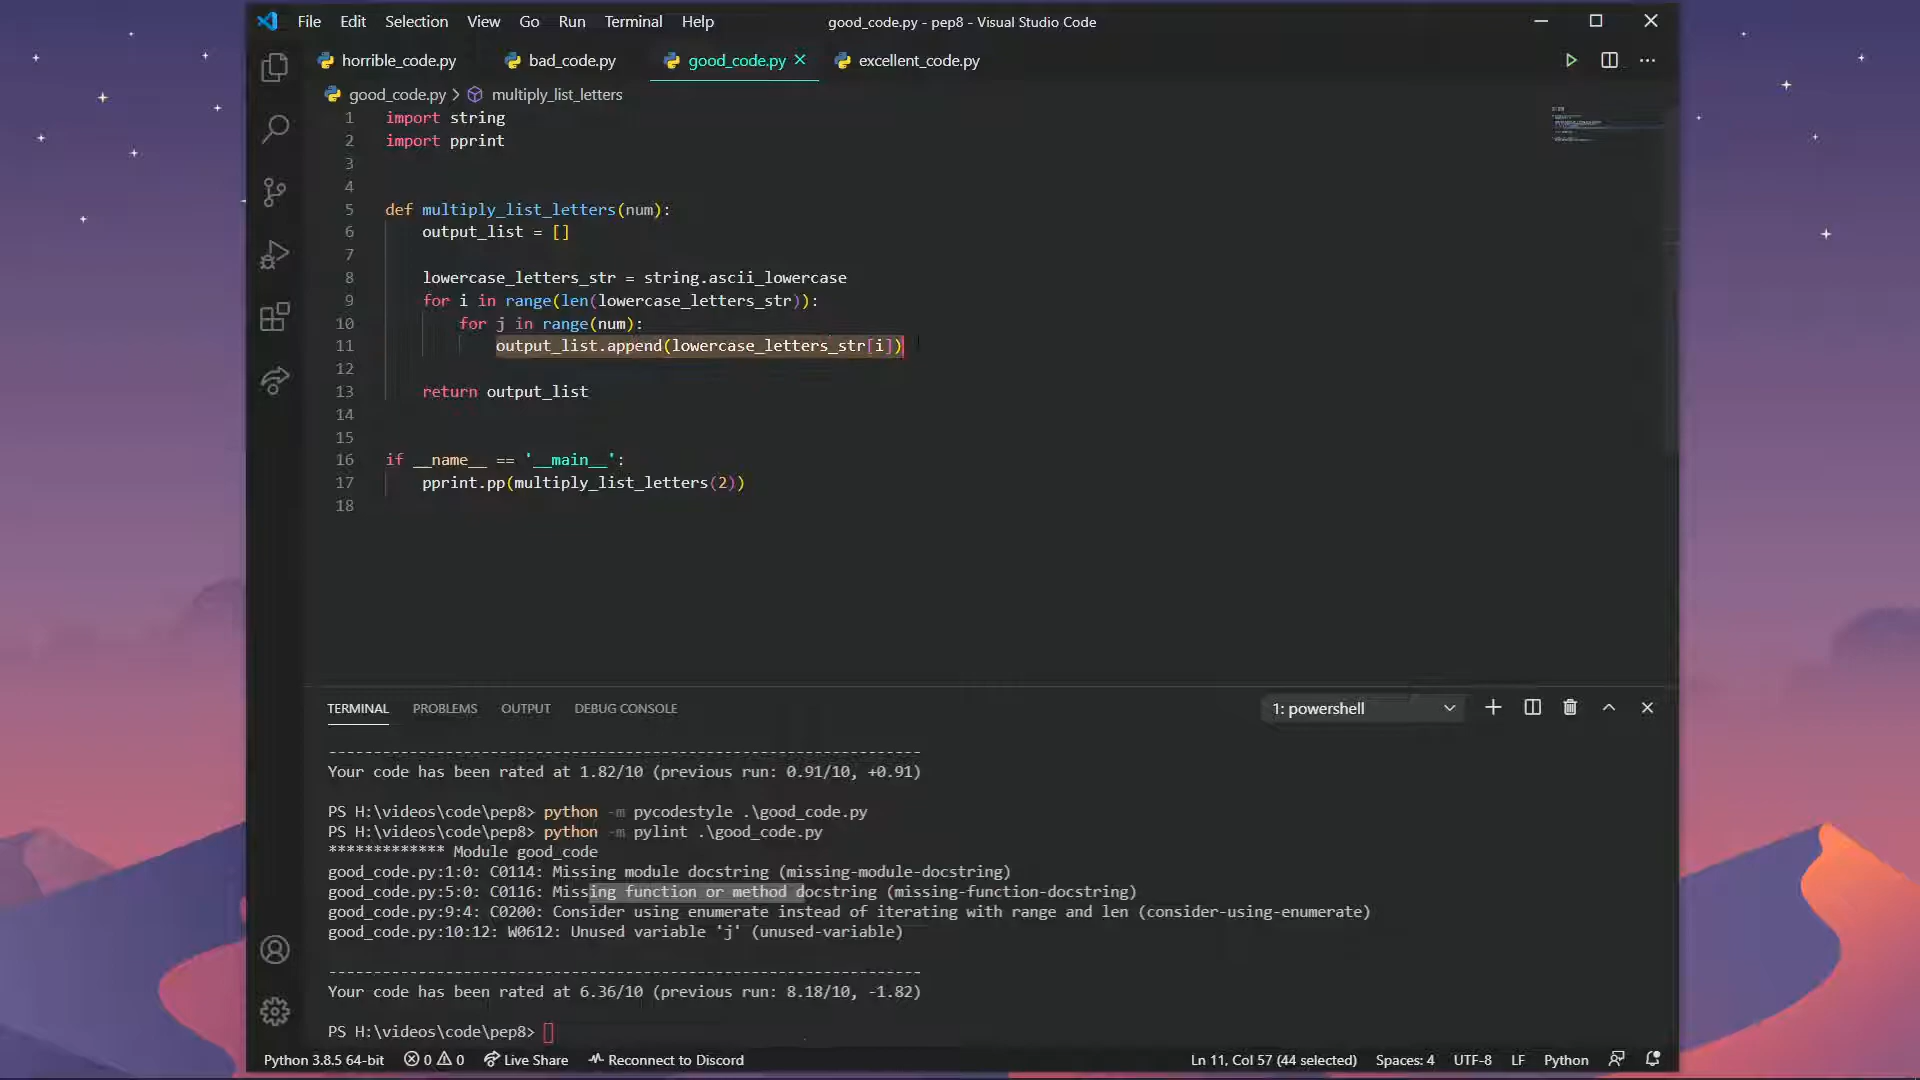 File Edit Selection View Go Run Terminal Help good_code.py - pep8 - Visual Studio Code
horrible_code.py bad_code.py good_code.py excellent_code.py
good_code.py > multiply_list_letters
1 import string
2 import pprint
3
4
5 def multiply_list_letters(num):
6 output_list = []
7
8 lowercase_letters_str = string.ascii_lowercase
9 for i in range(len(lowercase_letters_str)):
10 for j in range(num):
11 output_list.append(lowercase_letters_str[i])
12
13 return output_list
14
15
16 if __name__ == '__main__':
17 pprint.pp(multiply_list_letters(2))
18
TERMINAL PROBLEMS OUTPUT DEBUG CONSOLE 1: powershell
------------------------------------------------------------------
Your code has been rated at 1.82/10 (previous run: 0.91/10, +0.91)
PS H:\videos\code\pep8> python -m pycodestyle .\good_code.py
PS H:\videos\code\pep8> python -m pylint .\good_code.py
************* Module good_code
good_code.py:1:0: C0114: Missing module docstring (missing-module-docstring)
good_code.py:5:0: C0116: Missing function or method docstring (missing-function-docstring)
good_code.py:9:4: C0200: Consider using enumerate instead of iterating with range and len (consider-using-enumerate)
good_code.py:10:12: W0612: Unused variable 'j' (unused-variable)
------------------------------------------------------------------
Your code has been rated at 6.36/10 (previous run: 8.18/10, -1.82)
PS H:\videos\code\pep8>
Python 3.8.5 64-bit 0 0 Live Share Reconnect to Discord Ln 11, Col 57 (44 selected) Spaces: 4 UTF-8 LF Python